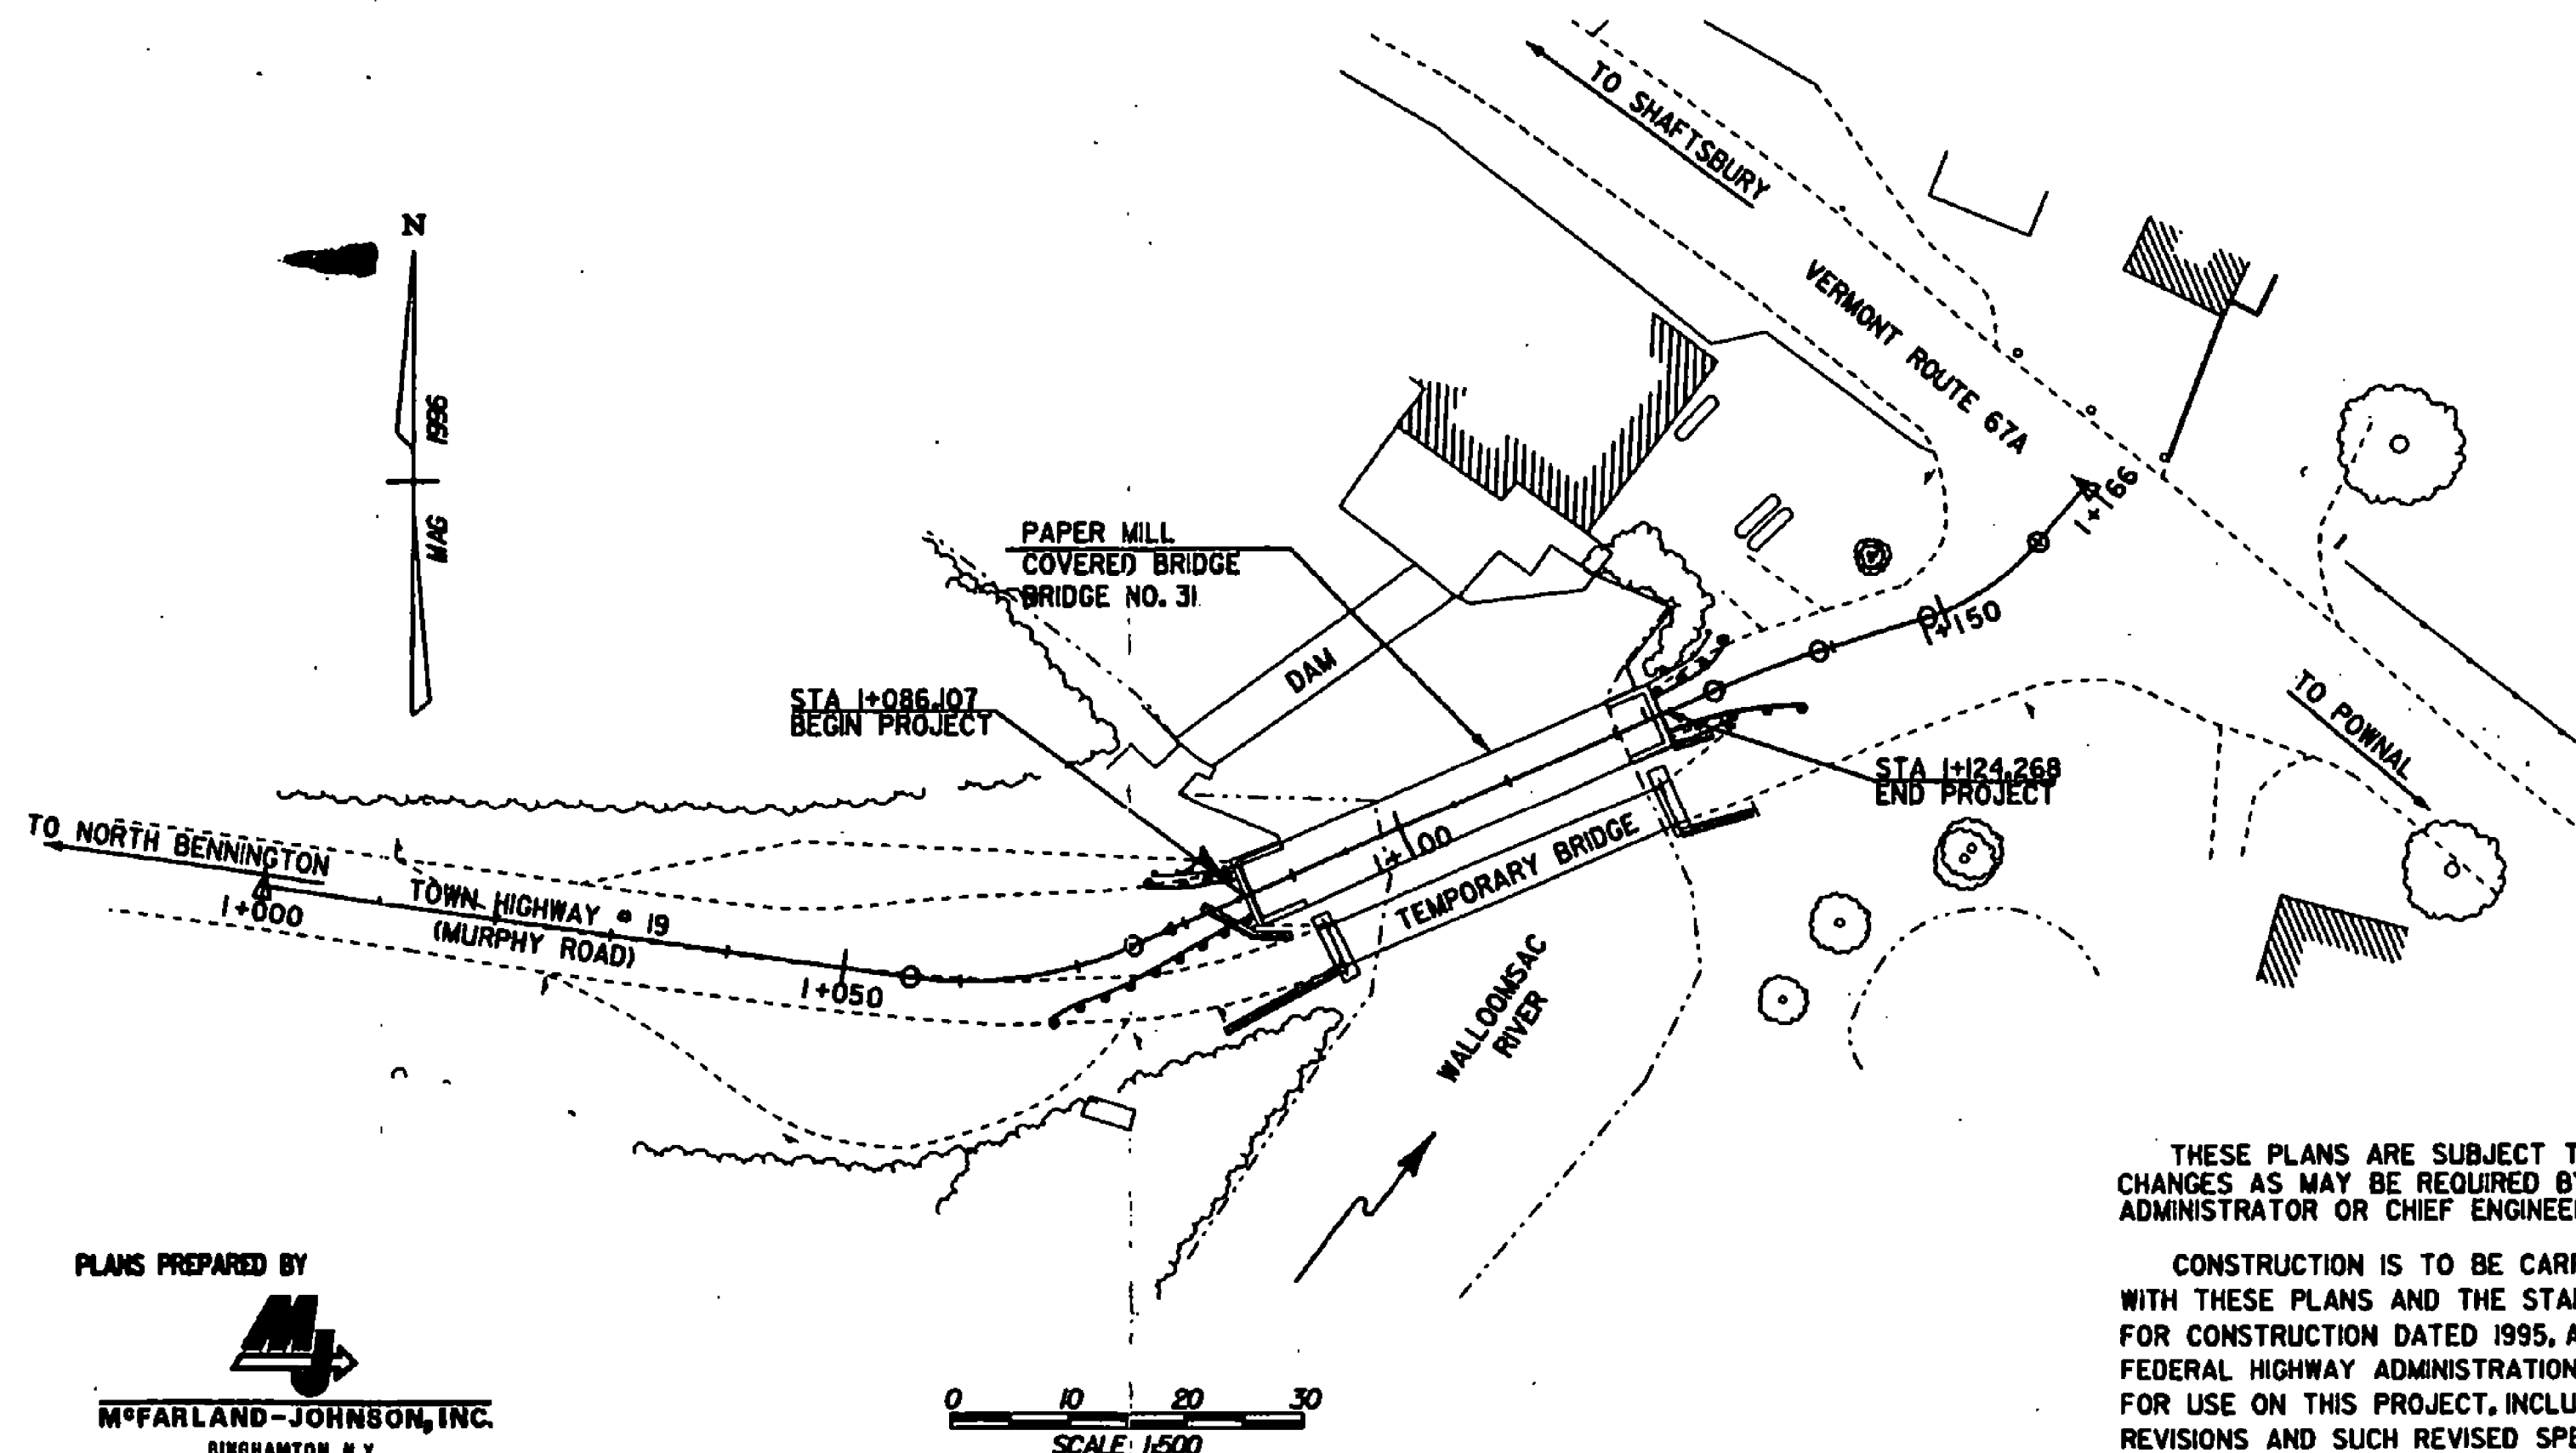 TO SHAFTSBURY
VERMONT ROUTE 67A
N
1996
MAG
PAPER MILL
COVERED BRIDGE
BRIDGE NO. 31
DAM
1+166
1+150
STA 1+086.107
BEGIN PROJECT
TO POWNAL
STA 1+124.268
END PROJECT
TO NORTH BENNINGTON
1+000
TOWN HIGHWAY # 19
(MURPHY ROAD)
1+050
1+100
TEMPORARY BRIDGE
WALLOOMSAC
RIVER
THESE PLANS ARE SUBJECT T
CHANGES AS MAY BE REQUIRED BY
ADMINISTRATOR OR CHIEF ENGINEE
CONSTRUCTION IS TO BE CARR
WITH THESE PLANS AND THE STA
FOR CONSTRUCTION DATED 1995, A
FEDERAL HIGHWAY ADMINISTRATION
FOR USE ON THIS PROJECT, INCLU
REVISIONS AND SUCH REVISED SPE
PLANS PREPARED BY
MJ
McFARLAND-JOHNSON, INC.
BINGHAMTON, N.Y.
0 10 20 30
SCALE 1:500